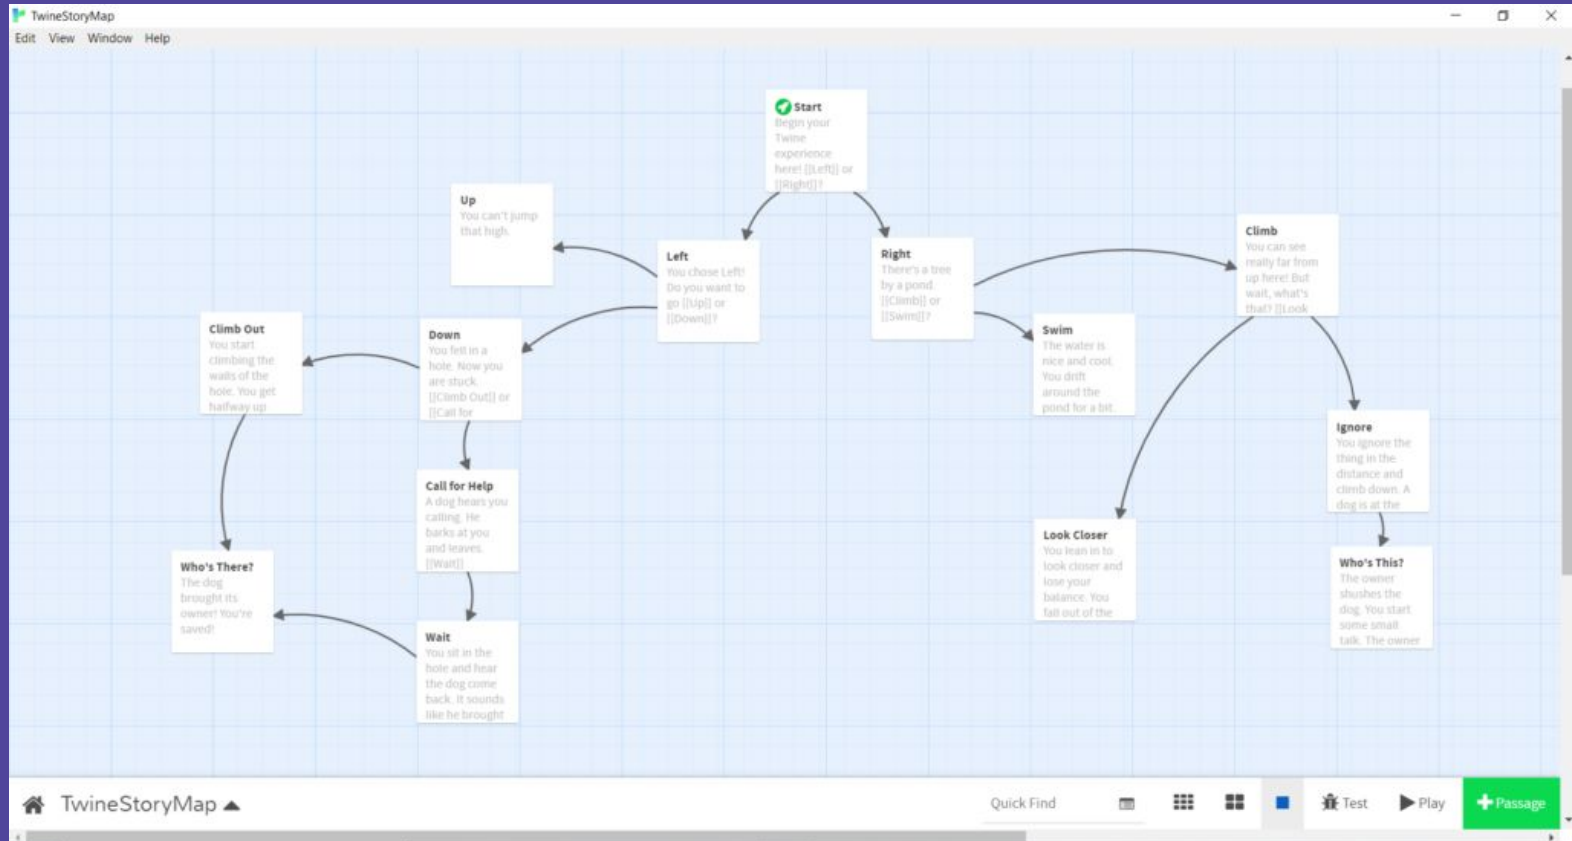 TwineStoryMap
Edit View Window Help
Start
Begin your
Twine
experience
here! [[Left]] or
[[Right]]?
Up
You can't jump
that high.
Left
You chose Left!
Do you want to
go [[Up]] or
[[Down]]?
Right
There's a tree
by a pond.
[[Climb]] or
[[Swim]]?
Climb
You can see
really far from
up here! But
wait, what's
that? [[Look
Climb Out
You start
climbing the
walls of the
hole. You get
halfway up
Down
You fell in a
hole. Now you
are stuck.
[[Climb Out]] or
[[Call for
Swim
The water is
nice and cool.
You drift
around the
pond for a bit.
Ignore
You ignore the
thing in the
distance and
climb down. A
dog is at the
Call for Help
A dog hears you
calling. He
barks at you
and leaves.
[[Wait]]
Look Closer
You lean in to
look closer and
lose your
balance. You
fall out of the
Who's There?
The dog
brought its
owner! You're
saved!
Who's This?
The owner
shushes the
dog. You start
some small
talk. The owner
Wait
You sit in the
hole and hear
the dog come
back. It sounds
like he brought
TwineStoryMap
Quick Find
Test
Play
+Passage